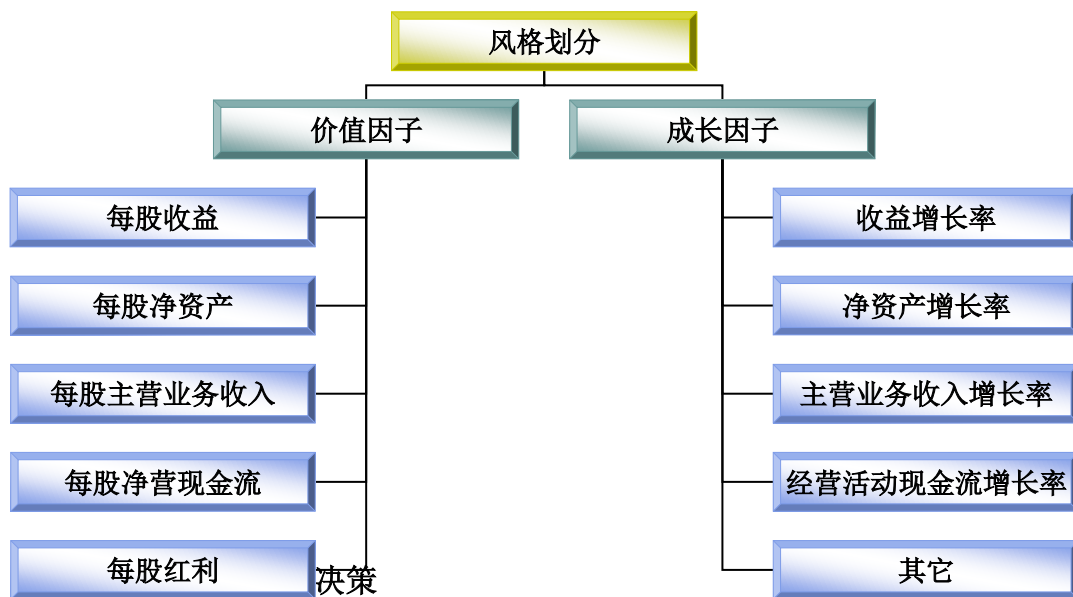 风格划分
价值因子
成长因子
每股收益
收益增长率
每股净资产
净资产增长率
每股主营业务收入
主营业务收入增长率
每股净营现金流
经营活动现金流增长率
每股红利
决策
其它